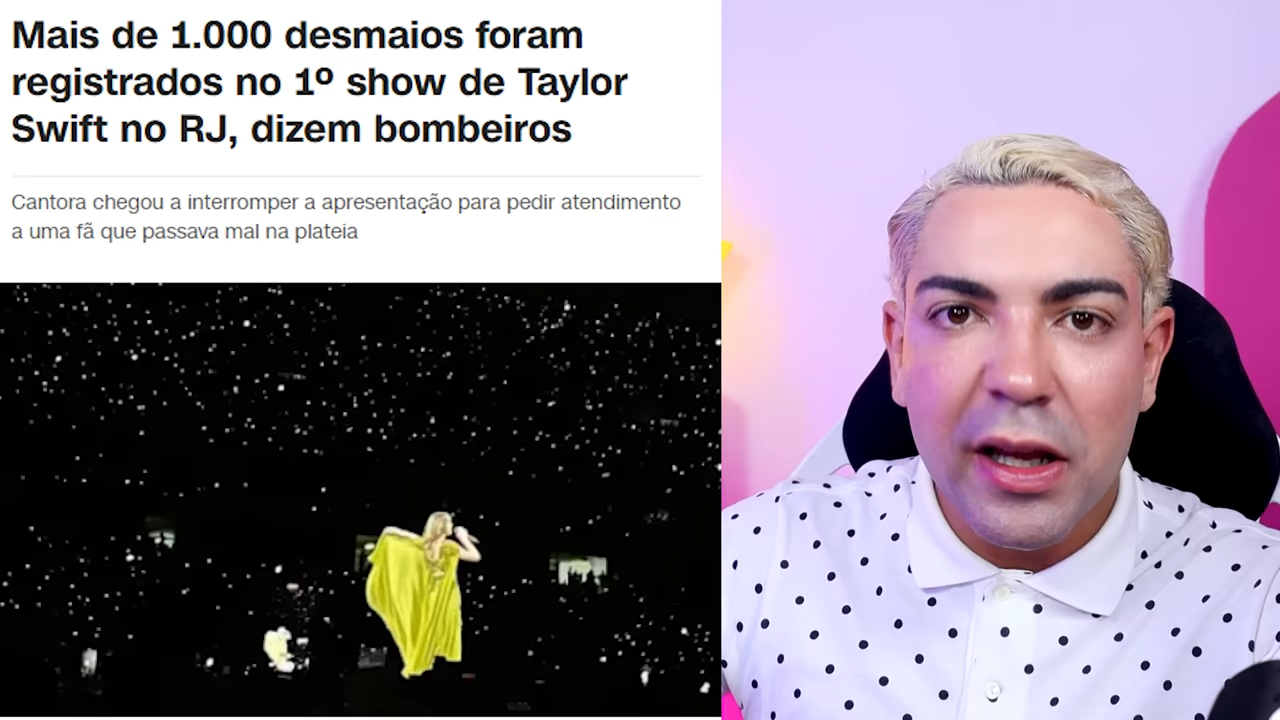 Mais de 1.000 desmaios foram
registrados no 1º show de Taylor
Swift no RJ, dizem bombeiros
Cantora chegou a interromper a apresentação para pedir atendimento
a uma fã que passava mal na plateia